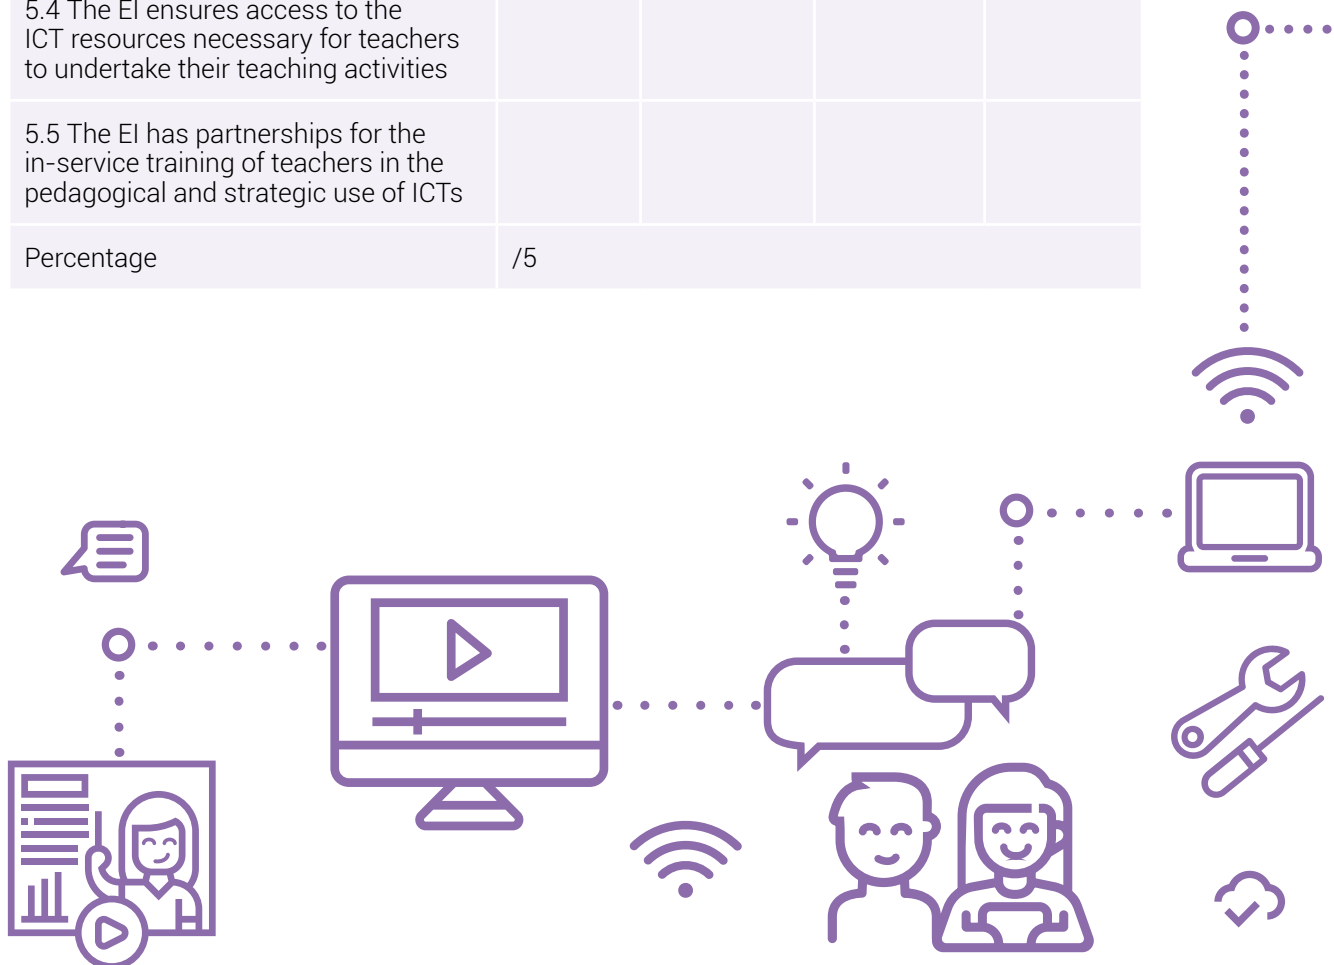 5.4 The EI ensures access to the
ICT resources necessary for teachers
to undertake their teaching activities
5.5 The EI has partnerships for the
in-service training of teachers in the
pedagogical and strategic use of ICTs
Percentage /5